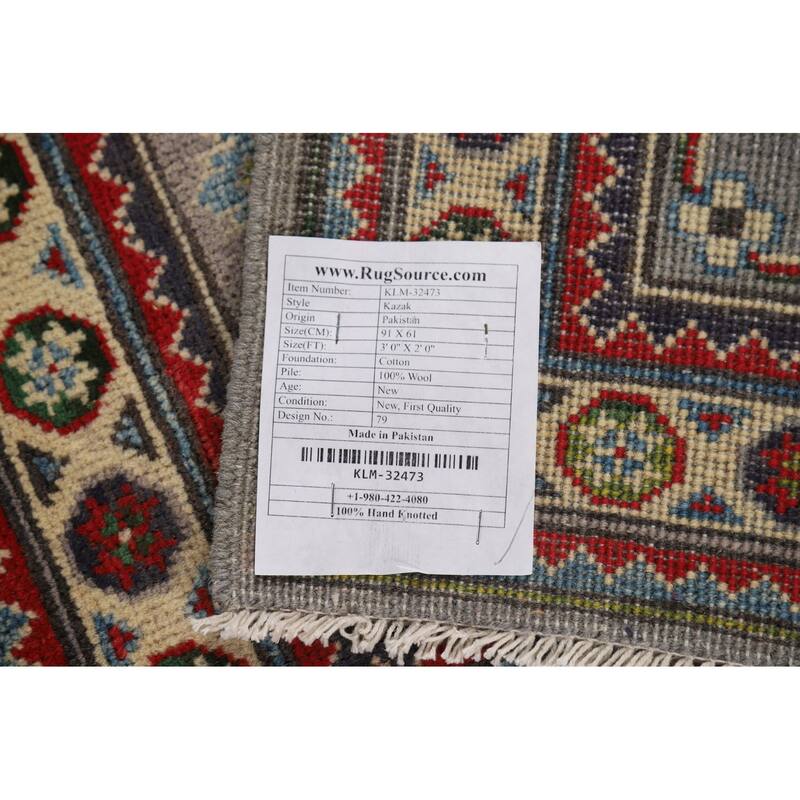 www.RugSource.com
Item Number: KLM-32473
Style Kazak
Origin Pakistan
Size(CM): 91 X 61
Size(FT): 3' 0" X 2' 0"
Foundation: Cotton
Pile: 100% Wool
Age: New
Condition: New, First Quality
Design No.: 79
Made in Pakistan
KLM-32473
+1-980-422-4080
100% Hand Knotted